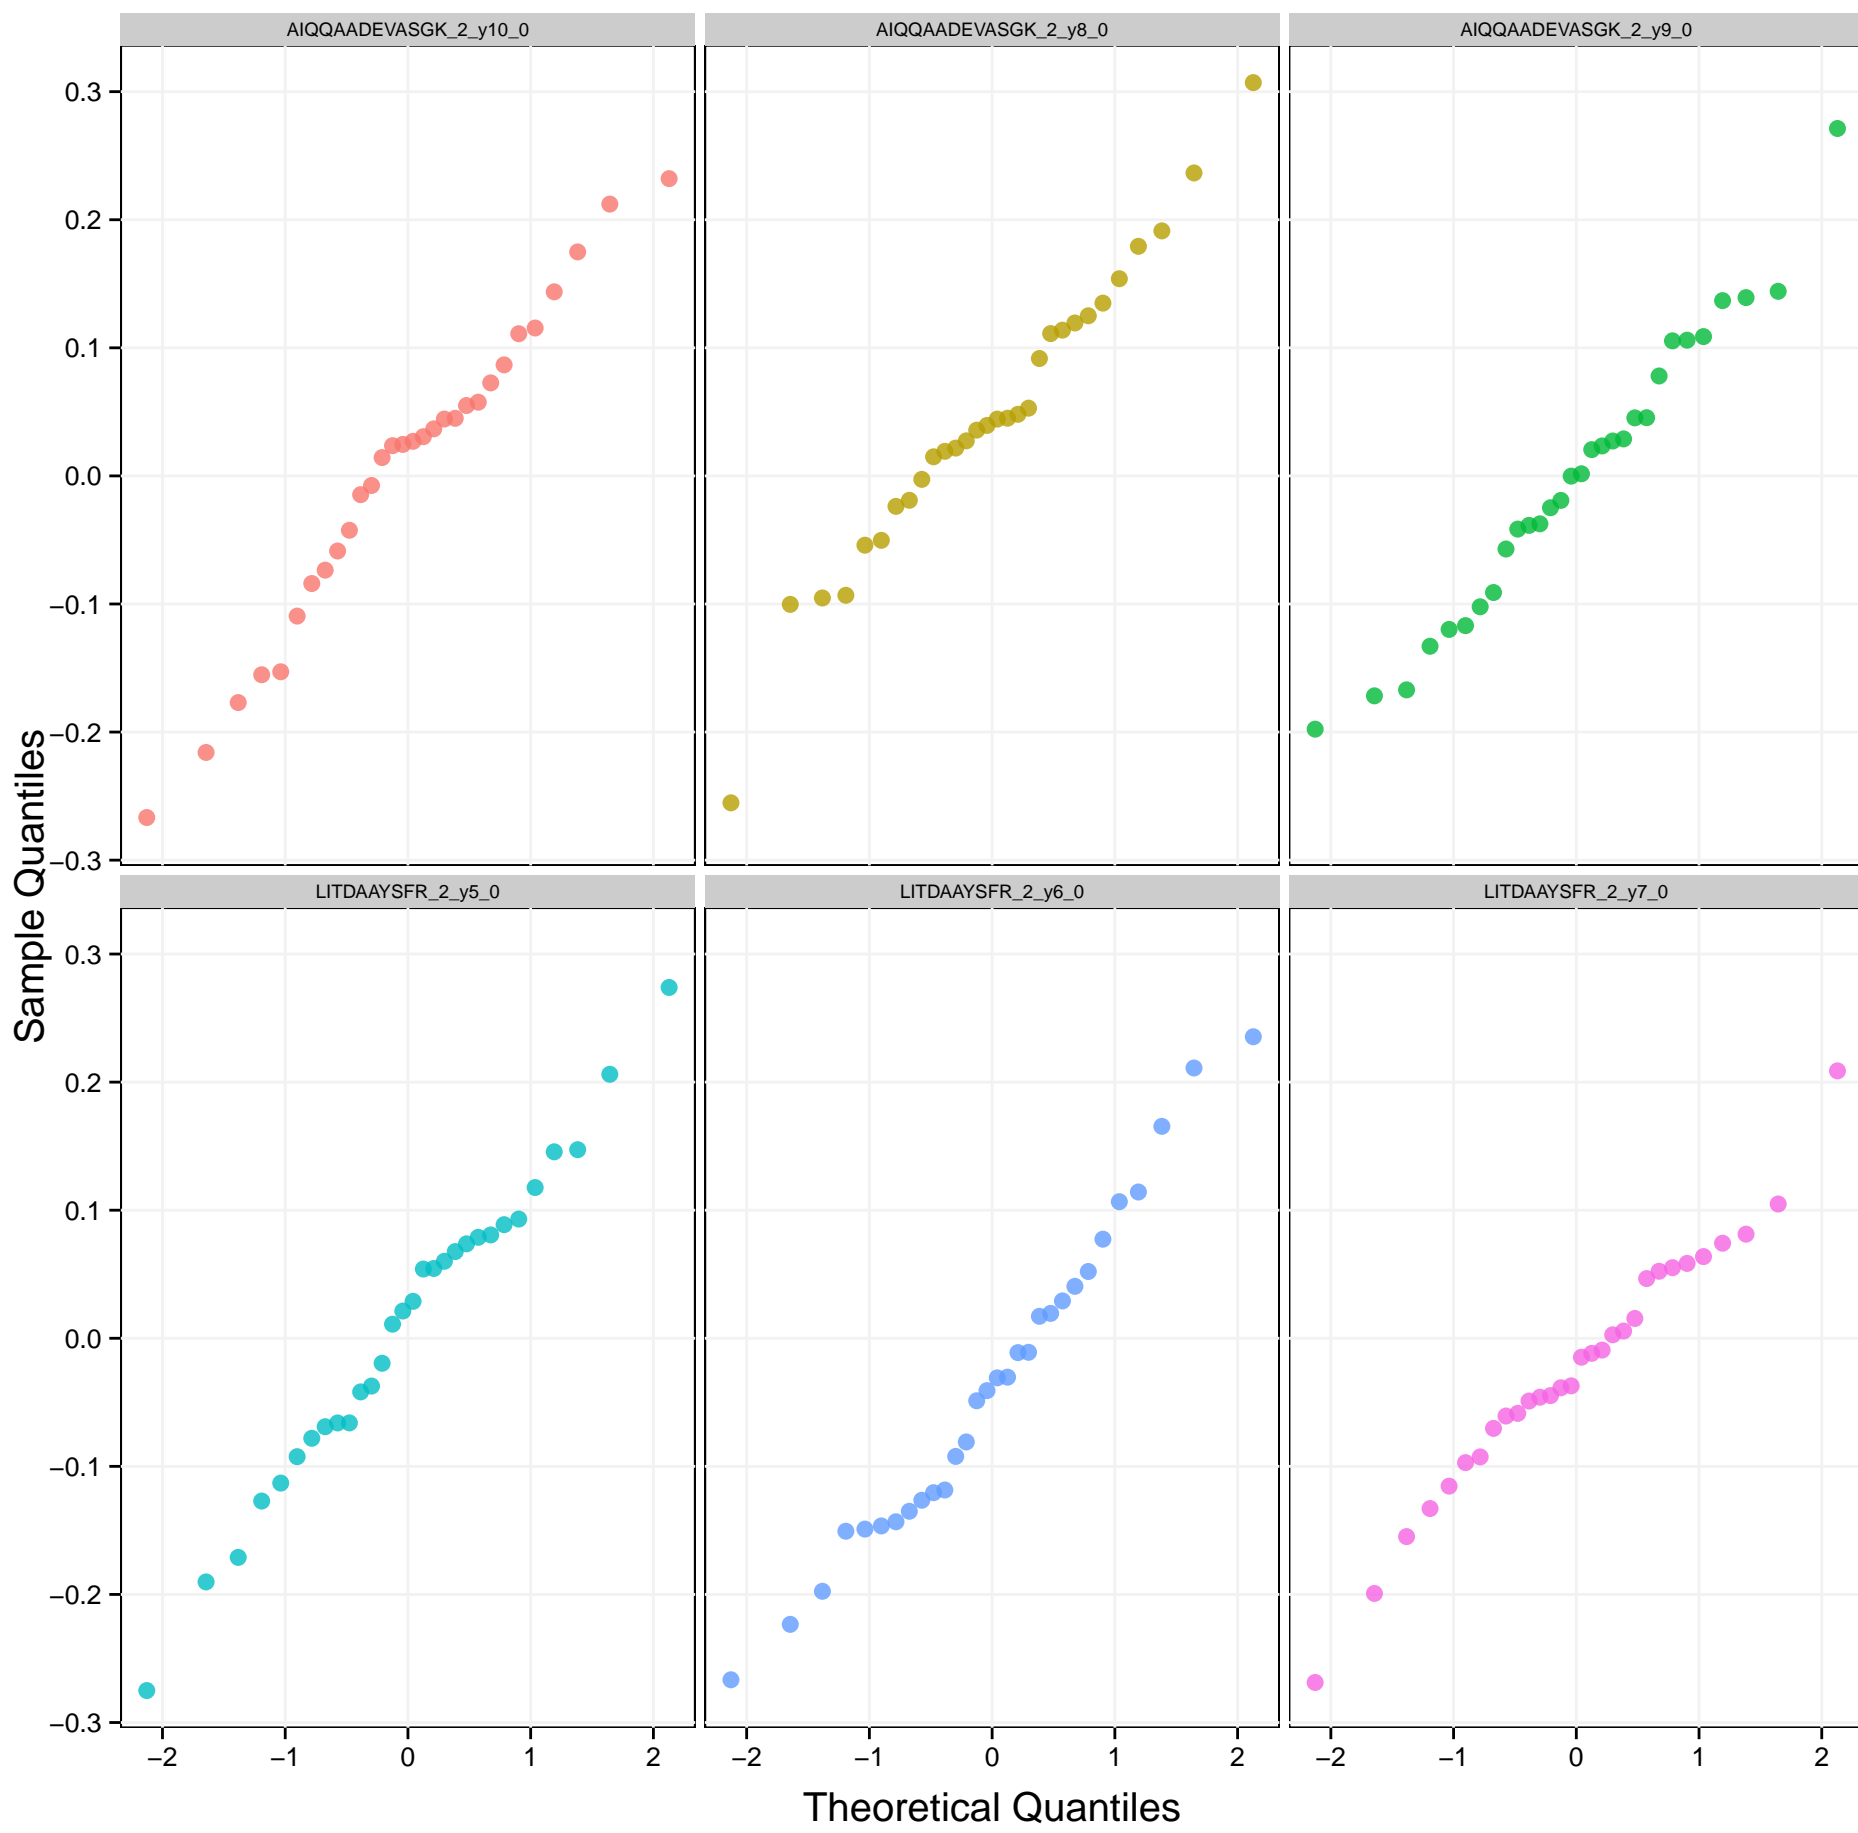 AIQQAADEVASGK_2_y10_0 AIQQAADEVASGK_2_y8_0 AIQQAADEVASGK_2_y9_0
0.3
0.2
0.1
0.0
−0.1
−0.2
−0.3
LITDAAYSFR_2_y5_0 LITDAAYSFR_2_y6_0 LITDAAYSFR_2_y7_0
0.3
0.2
0.1
0.0
−0.1
−0.2
−0.3
Sample Quantiles
−2 −1 0 1 2 −2 −1 0 1 2 −2 −1 0 1 2
Theoretical Quantiles